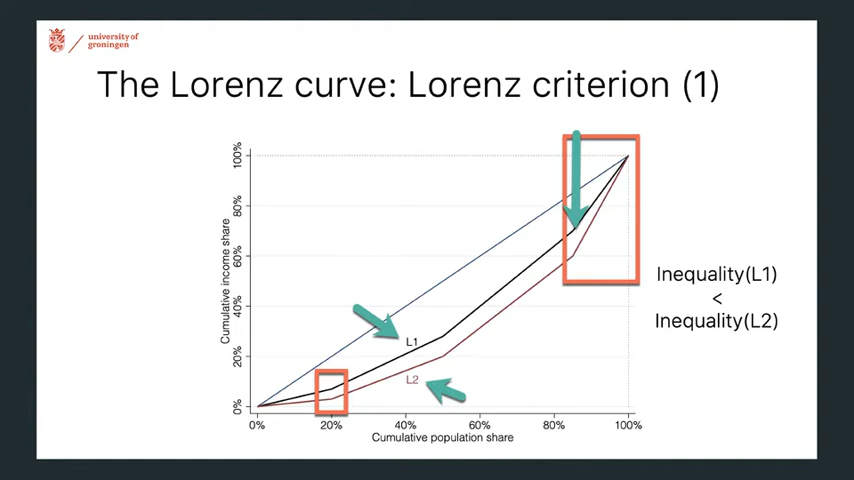 university of
groningen
The Lorenz curve: Lorenz criterion (1)
100%
80%
60%
40%
20%
0%
Cumulative income share
L1
L2
0%
20%
40%
60%
80%
100%
Cumulative population share
Inequality(L1)
<
Inequality(L2)